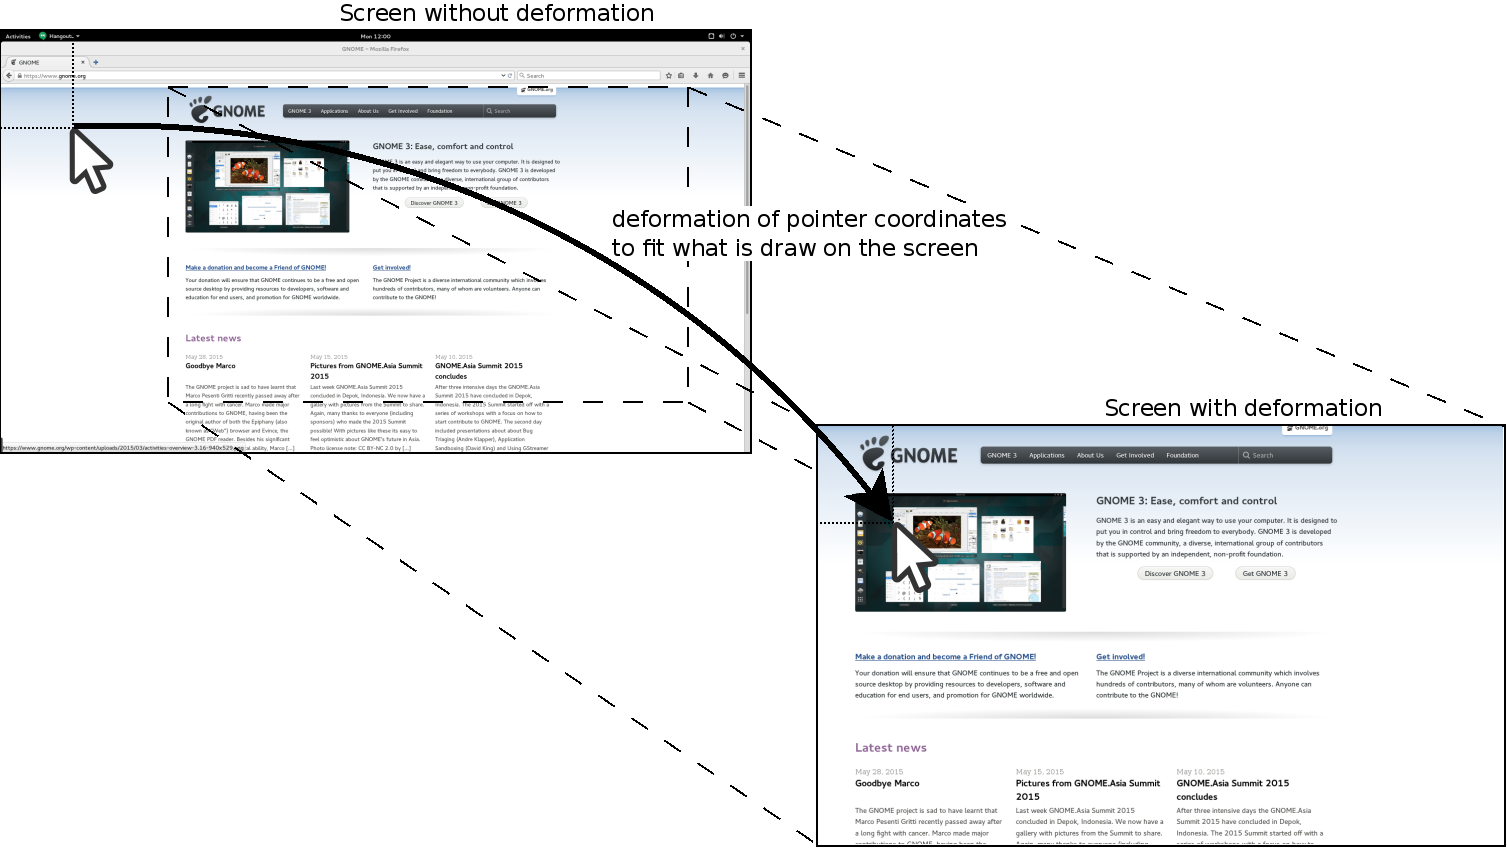 Screen without deformation
Activities Hangout..
Mon 12:00
GNOME - Mozilla Firefox
GNOME
https://www.gnome.org
Search
GNOME.org
GNOME
GNOME 3 Applications About Us Get Involved Foundation Search
GNOME 3: Ease, comfort and control
is an easy and elegant way to use your computer. It is designed
put you and bring freedom to everybody. GNOME 3 is developed
by the GNOME diverse, international group of contributors
that is supported by an non-profit foundation.
Discover GNOME 3
GNOME 3
Make a donation and become a Friend of GNOME!
Your donation will ensure that GNOME continues to be a free and open
source desktop by providing resources to developers, software and
education for end users, and promotion for GNOME worldwide.
Get involved!
The GNOME Project is a diverse international community which involves
hundreds of contributors, many of whom are volunteers. Anyone can
contribute to the GNOME!
Latest news
May 28, 2015
Goodbye Marco
The GNOME project is sad to have learnt that
Marco Pesenti Gritti recently passed away after
a long fight with cancer. Marco made major
contributions to GNOME, having been the
original author of both the Epiphany (also
known as "Web") browser and Evince, the
GNOME PDF reader. Besides his significant
al ability, Marco [...]
May 15, 2015
Pictures from GNOME.Asia Summit
2015
Last week GNOME.Asia Summit 2015
concluded in Depok, Indonesia. We now have a
gallery with pictures from the Summit to share.
Again, many thanks to everyone (including
sponsors) who made the 2015 Summit
possible! With pictures like these its easy to
feel optimistic about GNOME's future in Asia.
Photo license note: CC BY-NC 2.0 by [...]
May 10, 2015
GNOME.Asia Summit 2015
concludes
After three intensive days the GNOME.Asia
Summit 2015 have concluded in Depok,
Indonesia. The 2015 Summit started off with a
series of workshops with a focus on how to
start contribute to GNOME. The second day
included presentations about about Bug
Triaging (Andre Klapper), Application
Sandboxing (David King) and Using GStreamer
https://www.gnome.org/wp-content/uploads/2015/03/activities-overview-3.16-940x529.png
deformation of pointer coordinates
to fit what is draw on the screen
Screen with deformation
GNOME.org
GNOME
GNOME 3 Applications About Us Get Involved Foundation Search
GNOME 3: Ease, comfort and control
GNOME 3 is an easy and elegant way to use your computer. It is designed to
put you in control and bring freedom to everybody. GNOME 3 is developed
by the GNOME community, a diverse, international group of contributors
that is supported by an independent, non-profit foundation.
Discover GNOME 3
Get GNOME 3
Make a donation and become a Friend of GNOME!
Your donation will ensure that GNOME continues to be a free and open
source desktop by providing resources to developers, software and
education for end users, and promotion for GNOME worldwide.
Get involved!
The GNOME Project is a diverse international community which involves
hundreds of contributors, many of whom are volunteers. Anyone can
contribute to the GNOME!
Latest news
May 28, 2015
Goodbye Marco
The GNOME project is sad to have learnt that
Marco Pesenti Gritti recently passed away after
a long fight with cancer. Marco made major
contributions to GNOME, having been the
May 15, 2015
Pictures from GNOME.Asia Summit
2015
Last week GNOME.Asia Summit 2015
concluded in Depok, Indonesia. We now have a
gallery with pictures from the Summit to share.
Again, many thanks to everyone (including
May 10, 2015
GNOME.Asia Summit 2015
concludes
After three intensive days the GNOME.Asia
Summit 2015 have concluded in Depok,
Indonesia. The 2015 Summit started off with a
series of workshops with a focus on how to